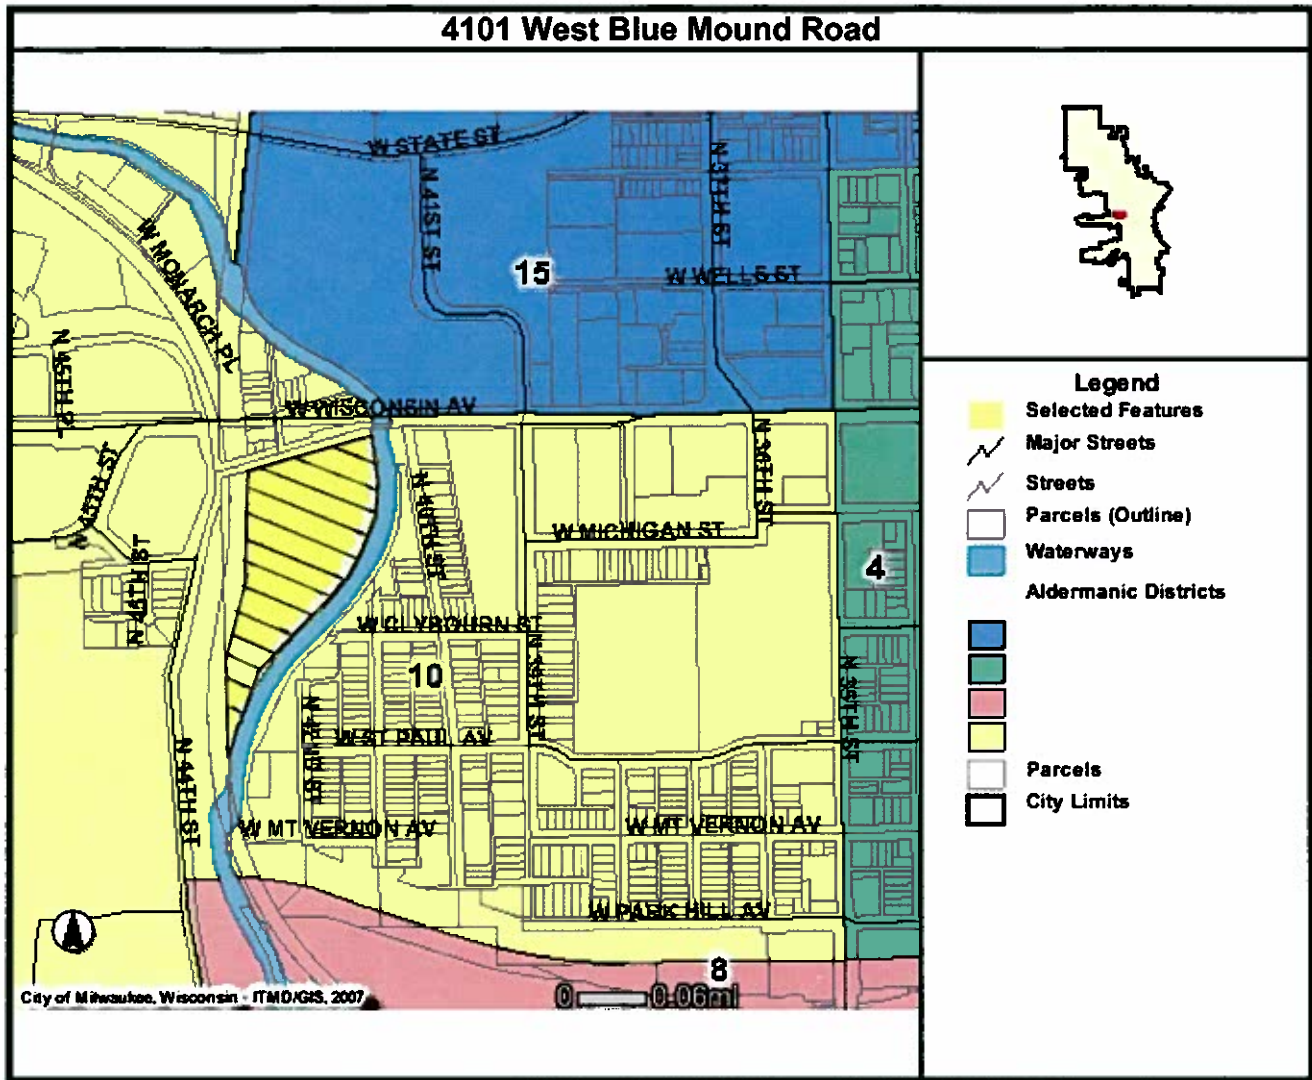 4101 West Blue Mound Road
W STATE ST
N 41ST ST
N 37TH ST
W MONARCH PL
15
W WELLS ST
N 45TH PL
W WISCONSIN AV
N 44TH ST
N 40TH ST
N 36TH ST
W MICHIGAN ST
N 45TH ST
4
W CLYBOURN ST
10
N 39TH ST
N 35TH ST
N 42ND ST
W ST PAUL AV
N 44TH ST
W MT VERNON AV
W MT VERNON AV
W PARK HILL AV
8
City of Milwaukee, Wisconsin - ITMD/GIS, 2007
0 0.06mi
Legend
Selected Features
Major Streets
Streets
Parcels (Outline)
Waterways
Aldermanic Districts
Parcels
City Limits